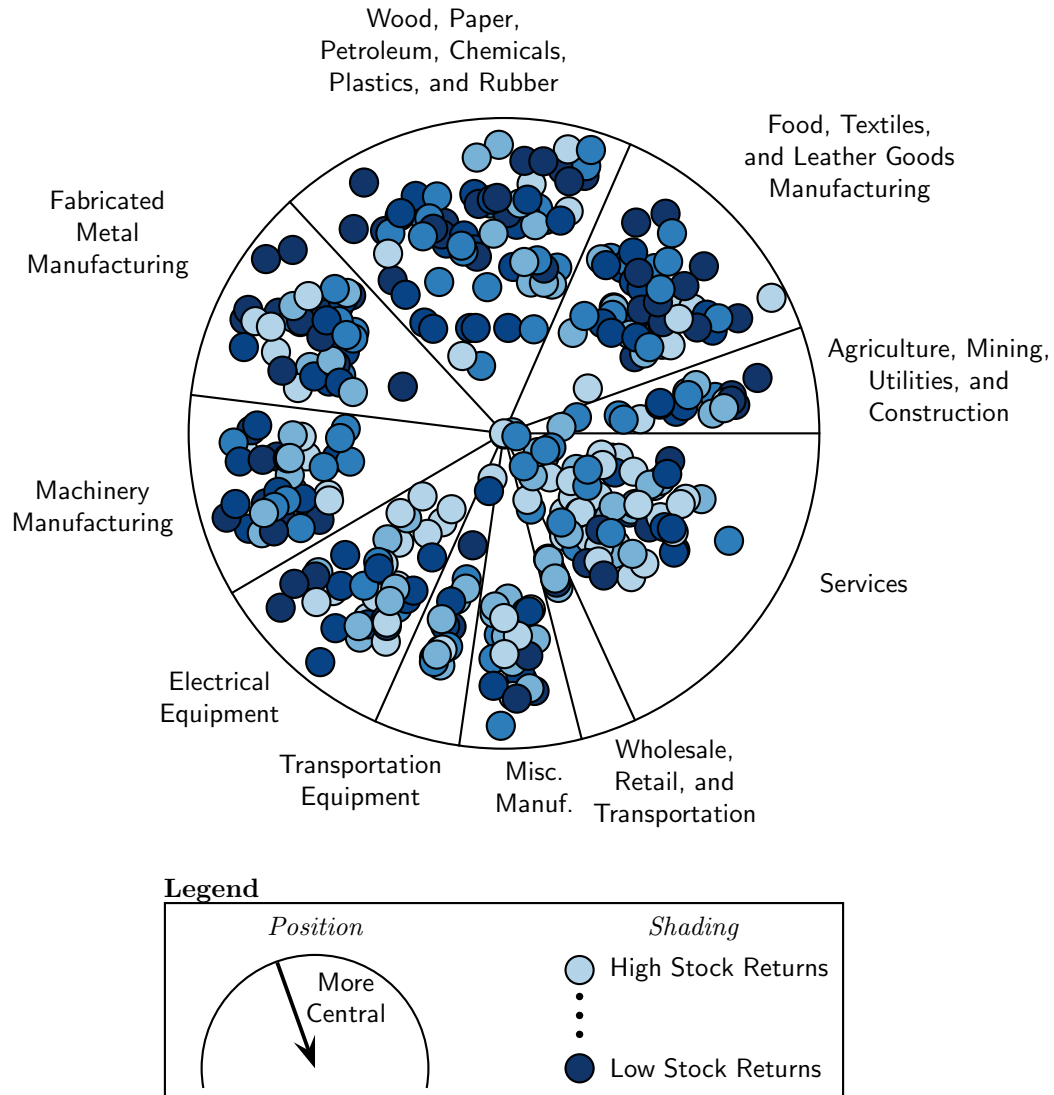 Wood, Paper,
Petroleum, Chemicals,
Plastics, and Rubber
Food, Textiles,
and Leather Goods
Manufacturing
Fabricated
Metal
Manufacturing
Agriculture, Mining,
Utilities, and
Construction
Machinery
Manufacturing
Services
Electrical
Equipment
Transportation
Equipment
Misc.
Manuf.
Wholesale,
Retail, and
Transportation
Legend
Position
Shading
More
Central
High Stock Returns
Low Stock Returns